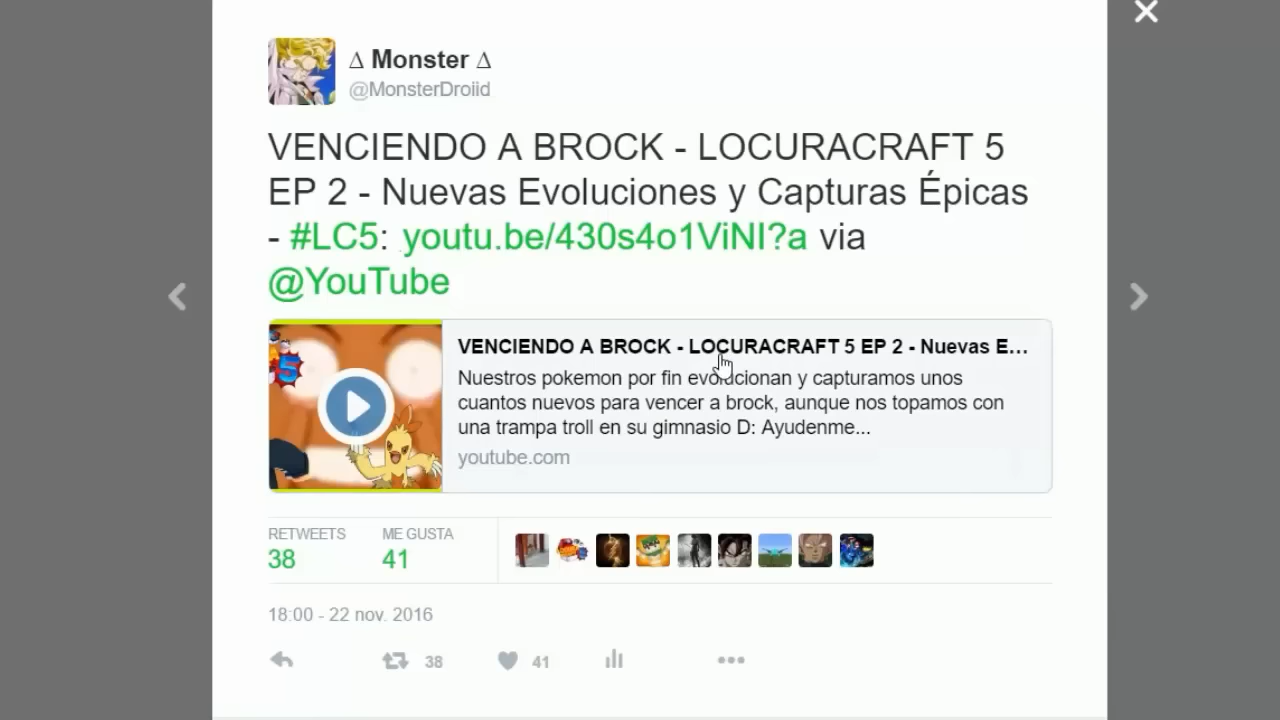 Δ Monster Δ
@MonsterDroiid
VENCIENDO A BROCK - LOCURACRAFT 5
EP 2 - Nuevas Evoluciones y Capturas Épicas
- #LC5: youtu.be/430s4o1ViNI?a via
@YouTube
5
VENCIENDO A BROCK - LOCURACRAFT 5 EP 2 - Nuevas E...
Nuestros pokemon por fin evolucionan y capturamos unos
cuantos nuevos para vencer a brock, aunque nos topamos con
una trampa troll en su gimnasio D: Ayudenme...
youtube.com
RETWEETS ME GUSTA
38 41
18:00 - 22 nov. 2016
38 41